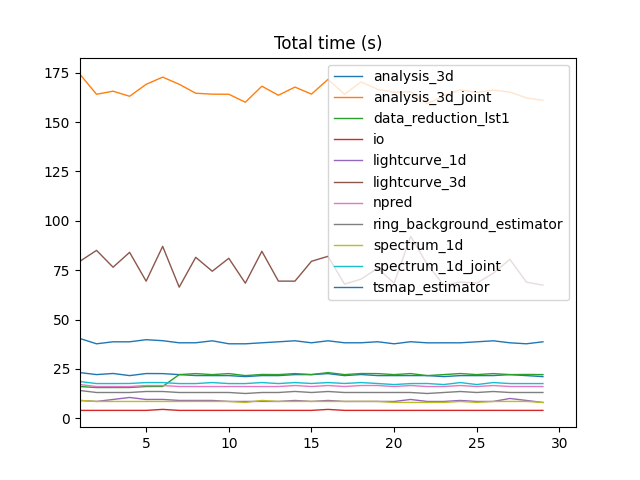 Total time (s)
175
150
125
100
75
50
25
0
analysis_3d
analysis_3d_joint
data_reduction_lst1
io
lightcurve_1d
lightcurve_3d
npred
ring_background_estimator
spectrum_1d
spectrum_1d_joint
tsmap_estimator
5
10
15
20
25
30